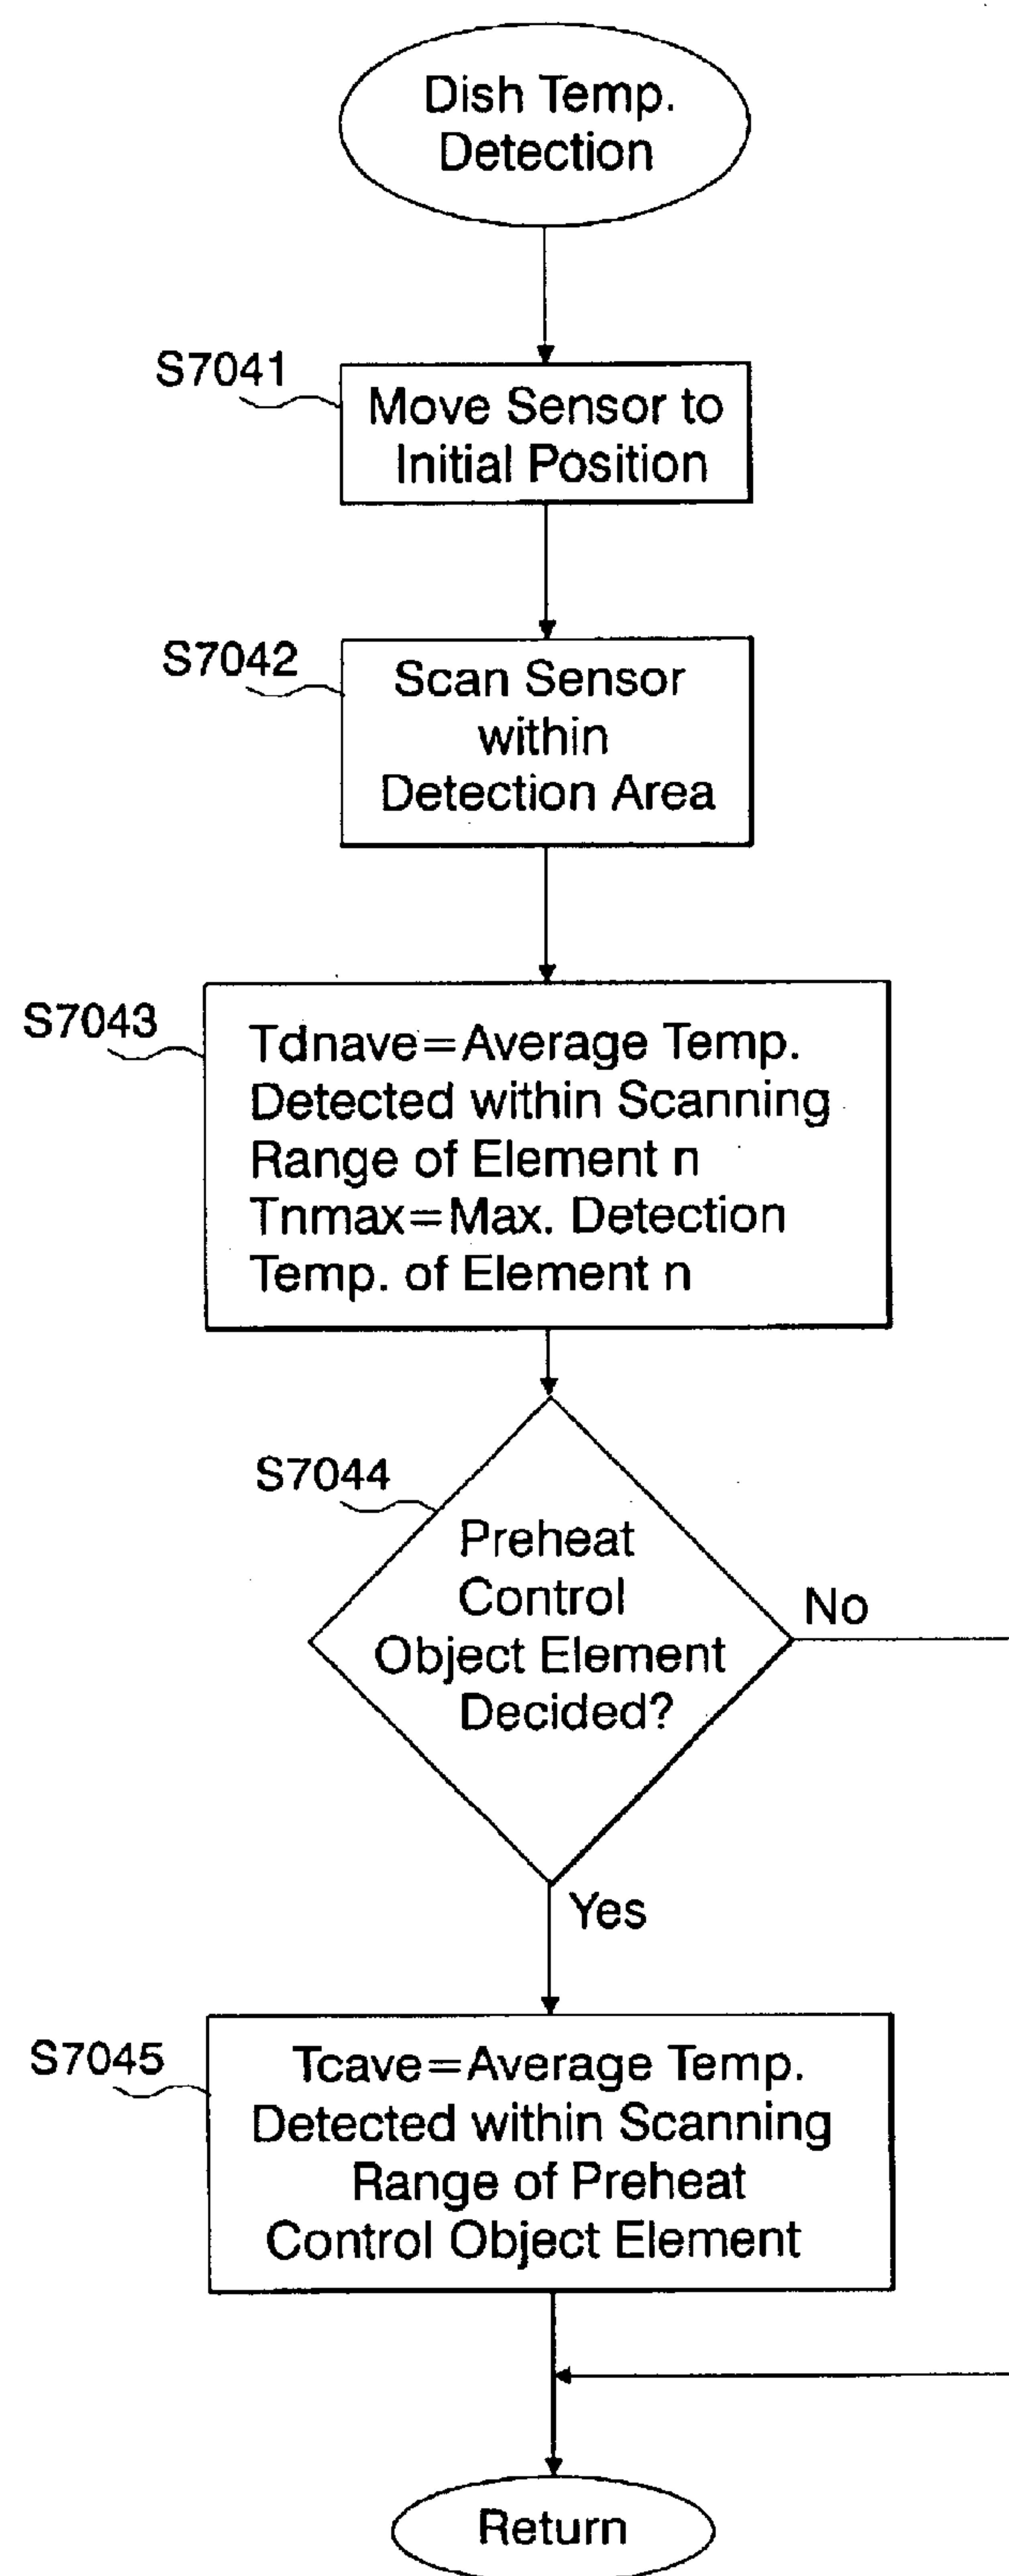 Dish Temp.
Detection
S7041
Move Sensor to
Initial Position
S7042
Scan Sensor
within
Detection Area
S7043
Tdnave=Average Temp.
Detected within Scanning
Range of Element n
Tnmax=Max. Detection
Temp. of Element n
S7044
Preheat
Control
Object Element
Decided?
No
Yes
S7045
Tcave=Average Temp.
Detected within Scanning
Range of Preheat
Control Object Element
Return